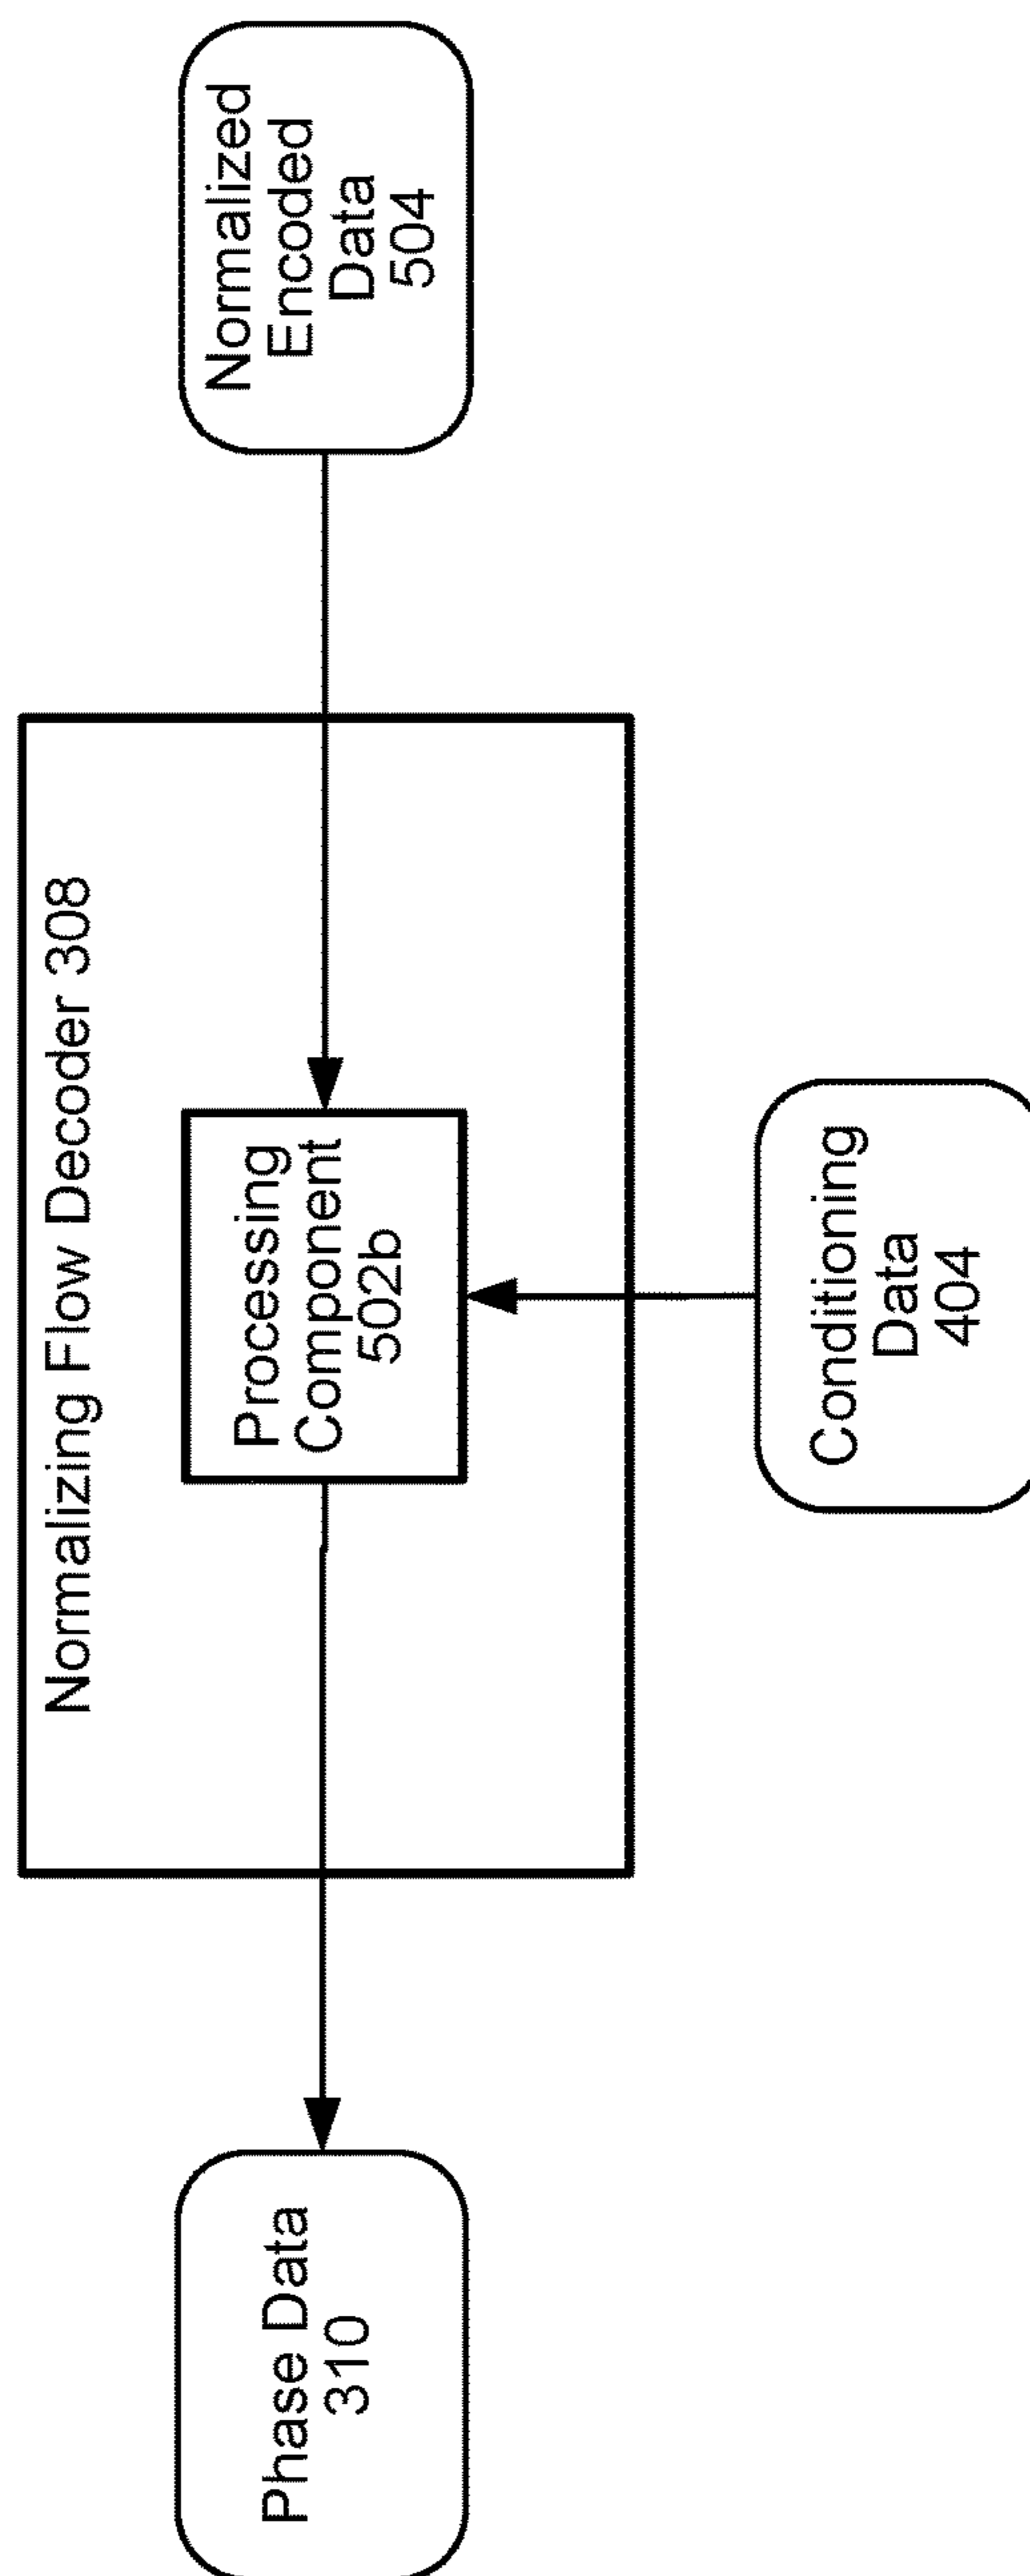 Normalizing Flow Decoder 308
Phase Data
310
Processing
Component
502b
Normalized
Encoded
Data
504
Conditioning
Data
404